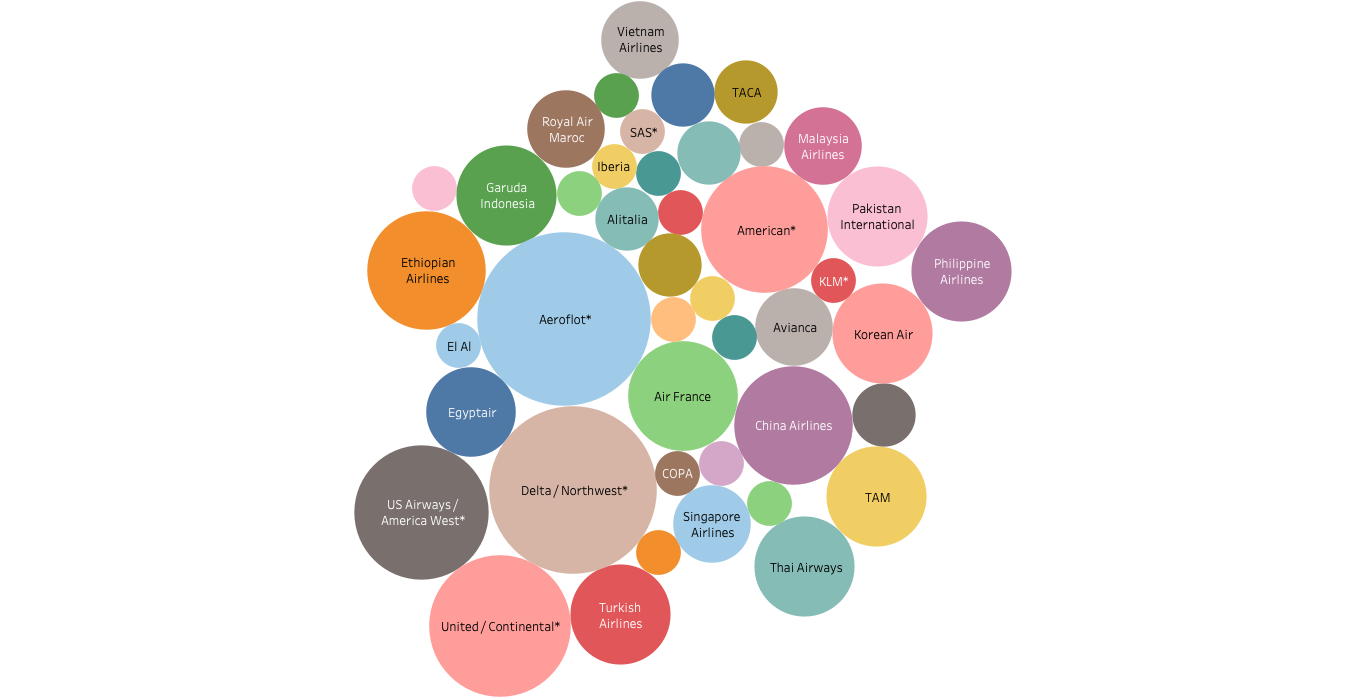 Vietnam
Airlines
TACA
Royal Air
Maroc
SAS*
Malaysia
Airlines
Iberia
Garuda
Indonesia
Alitalia
American*
Pakistan
International
Ethiopian
Airlines
Philippine
Airlines
KLM*
Aeroflot*
Avianca
Korean Air
El Al
Air France
Egyptair
China Airlines
COPA
Delta / Northwest*
TAM
US Airways /
America West*
Singapore
Airlines
Thai Airways
Turkish
Airlines
United / Continental*